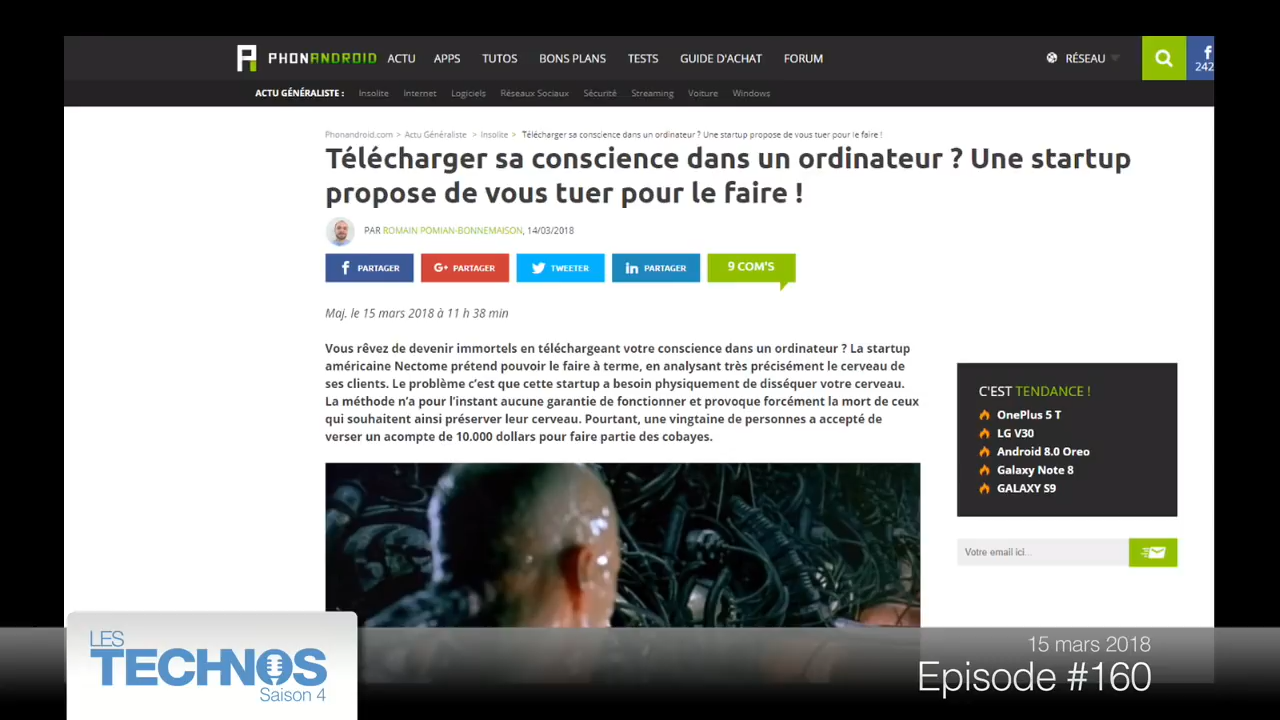 PHONANDROID ACTU APPS TUTOS BONS PLANS TESTS GUIDE D'ACHAT FORUM RÉSEAU
242
ACTU GÉNÉRALISTE : Insolite Internet Logiciels Réseaux Sociaux Sécurité Streaming Voiture Windows
Phonandroid.com > Actu Généraliste > Insolite > Télécharger sa conscience dans un ordinateur ? Une startup propose de vous tuer pour le faire !
Télécharger sa conscience dans un ordinateur ? Une startup
propose de vous tuer pour le faire !
PAR ROMAIN POMIAN-BONNEMAISON, 14/03/2018
PARTAGER G+ PARTAGER TWEETER in PARTAGER 9 COM'S
Maj. le 15 mars 2018 à 11 h 38 min
Vous rêvez de devenir immortels en téléchargeant votre conscience dans un ordinateur ? La startup
américaine Nectome prétend pouvoir le faire à terme, en analysant très précisément le cerveau de
ses clients. Le problème c'est que cette startup a besoin physiquement de disséquer votre cerveau.
La méthode n'a pour l'instant aucune garantie de fonctionner et provoque forcément la mort de ceux
qui souhaitent ainsi préserver leur cerveau. Pourtant, une vingtaine de personnes a accepté de
verser un acompte de 10.000 dollars pour faire partie des cobayes.
C'EST TENDANCE !
OnePlus 5 T
LG V30
Android 8.0 Oreo
Galaxy Note 8
GALAXY S9
Votre email ici...
LES
TECHNOS
Saison 4
15 mars 2018
Episode #160